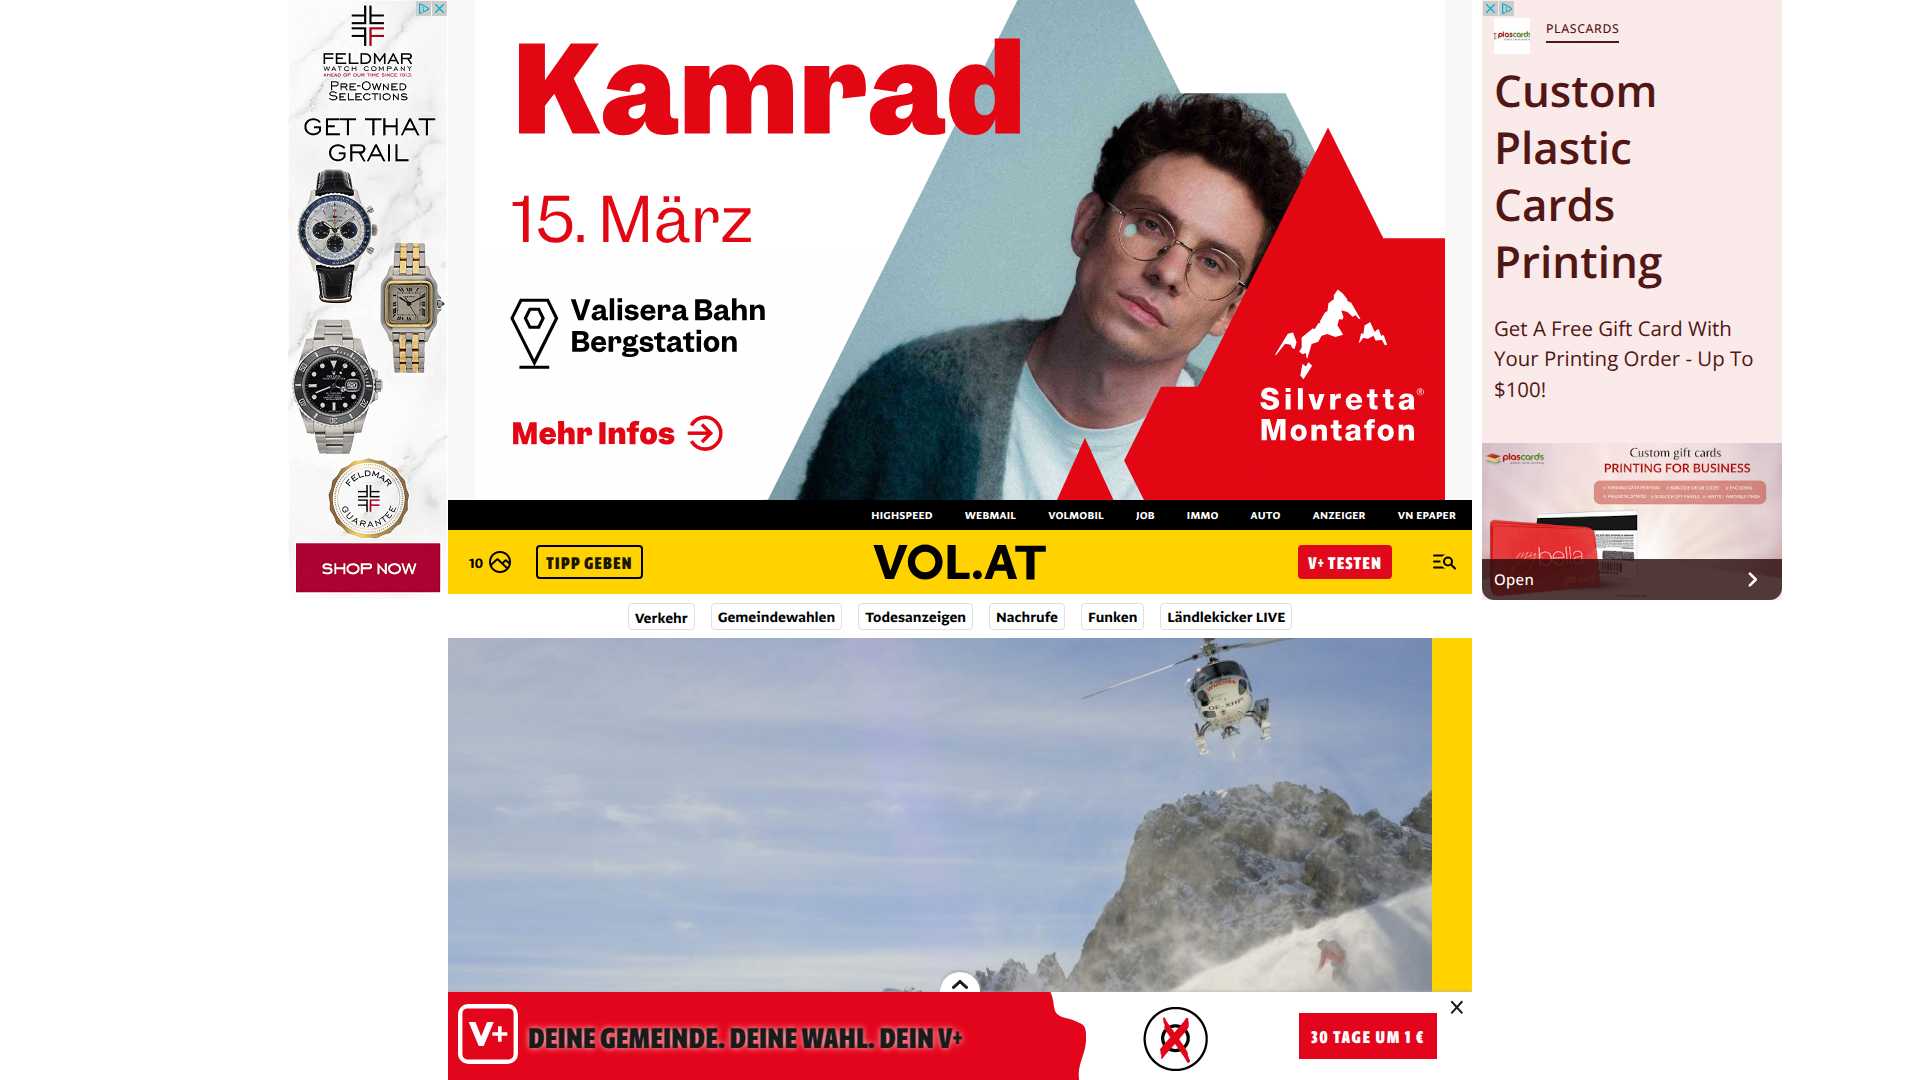 FELDMAR
WATCH COMPANY
AHEAD OF OUR TIME SINCE 1913
PRE-OWNED
SELECTIONS
GET THAT
GRAIL
FELDMAR
GUARANTEE
SHOP NOW
Kamrad
15. März
Valisera Bahn
Bergstation
Mehr Infos
Silvretta®
Montafon
plascards
PLASCARDS
Custom
Plastic
Cards
Printing
Get A Free Gift Card With
Your Printing Order - Up To
$100!
plascards
Custom gift cards
PRINTING FOR BUSINESS
bella
Open
HIGHSPEED WEBMAIL VOLMOBIL JOB IMMO AUTO ANZEIGER VN EPAPER
10 TIPP GEBEN VOL.AT V+ TESTEN
Verkehr Gemeindewahlen Todesanzeigen Nachrufe Funken Ländlekicker LIVE
V+ DEINE GEMEINDE. DEINE WAHL. DEIN V+ 30 TAGE UM 1 €